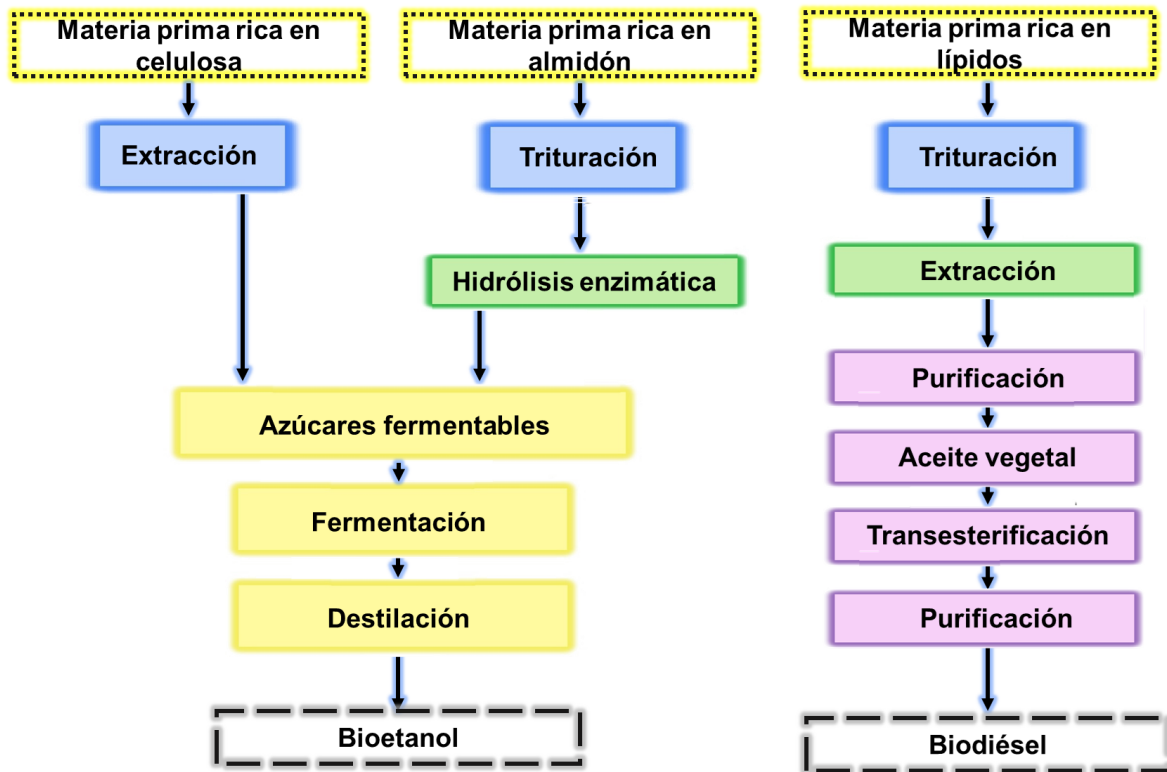 Materia prima rica en
celulosa
Extracción
Materia prima rica en
almidón
Trituración
Hidrólisis enzimática
Azúcares fermentables
Fermentación
Destilación
Bioetanol
Materia prima rica en
lípidos
Trituración
Extracción
Purificación
Aceite vegetal
Transesterificación
Purificación
Biodiésel